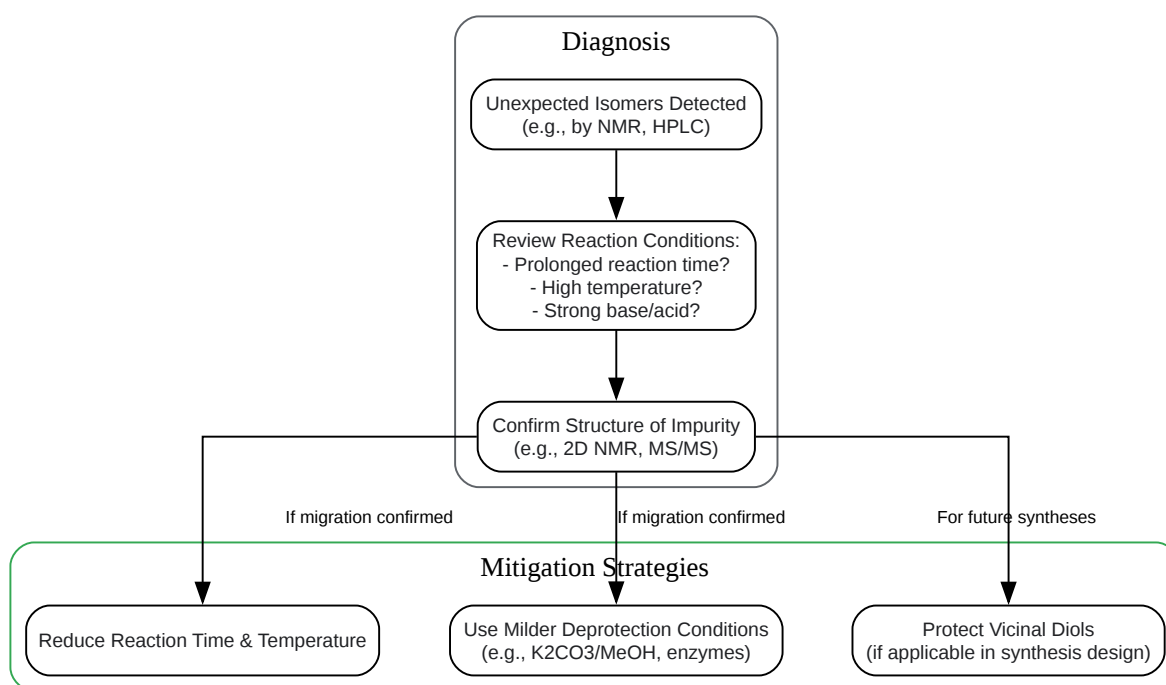 Diagnosis
Unexpected Isomers Detected
(e.g., by NMR, HPLC)
Review Reaction Conditions:
- Prolonged reaction time?
- High temperature?
- Strong base/acid?
Confirm Structure of Impurity
(e.g., 2D NMR, MS/MS)
If migration confirmed
If migration confirmed
For future syntheses
Mitigation Strategies
Reduce Reaction Time & Temperature
Use Milder Deprotection Conditions
(e.g., K2CO3/MeOH, enzymes)
Protect Vicinal Diols
(if applicable in synthesis design)